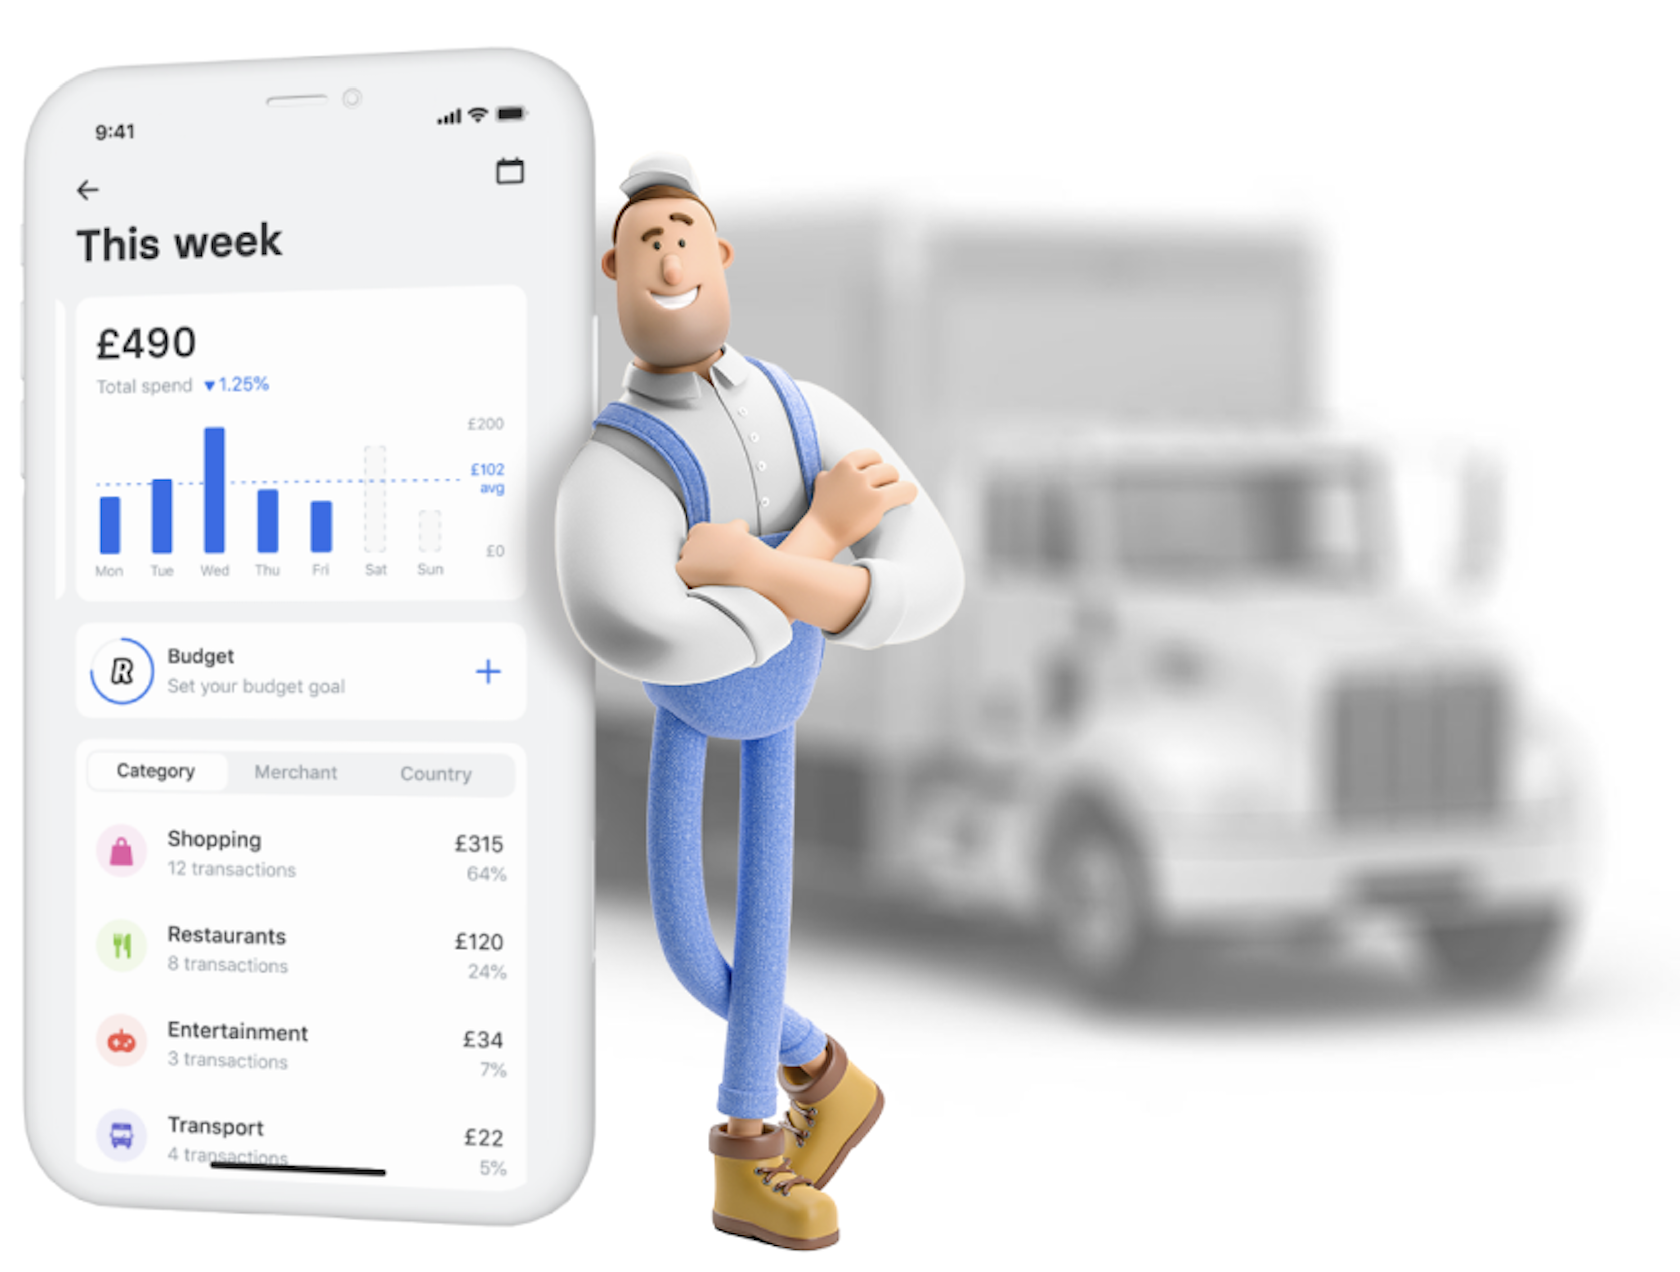 9:41
This week
£490
Total spend ▼1.25%
£200
£102
avg
£0
Mon Tue Wed Thu Fri Sat Sun
R
Budget
Set your budget goal
+
Category Merchant Country
Shopping £315
12 transactions 64%
Restaurants £120
8 transactions 24%
Entertainment £34
3 transactions 7%
Transport £22
4 transactions 5%